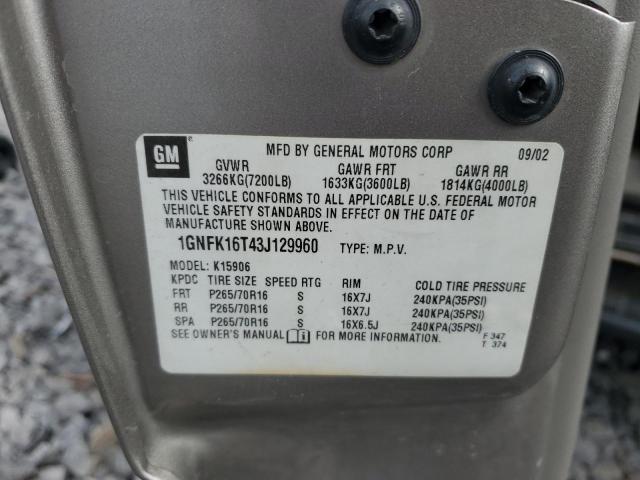 GM MFD BY GENERAL MOTORS CORP 09/02
GVWR GAWR FRT GAWR RR
3266KG(7200LB) 1633KG(3600LB) 1814KG(4000LB)
THIS VEHICLE CONFORMS TO ALL APPLICABLE U.S. FEDERAL MOTOR
VEHICLE SAFETY STANDARDS IN EFFECT ON THE DATE OF
MANUFACTURE SHOWN ABOVE.
1GNFK16T43J129960 TYPE: M.P.V.
MODEL: K15906
KPDC TIRE SIZE SPEED RTG RIM COLD TIRE PRESSURE
FRT P265/70R16 S 16X7J 240KPA(35PSI)
RR P265/70R16 S 16X7J 240KPA(35PSI)
SPA P265/70R16 S 16X6.5J 240KPA(35PSI)
SEE OWNER'S MANUAL FOR MORE INFORMATION. F 347
T 374